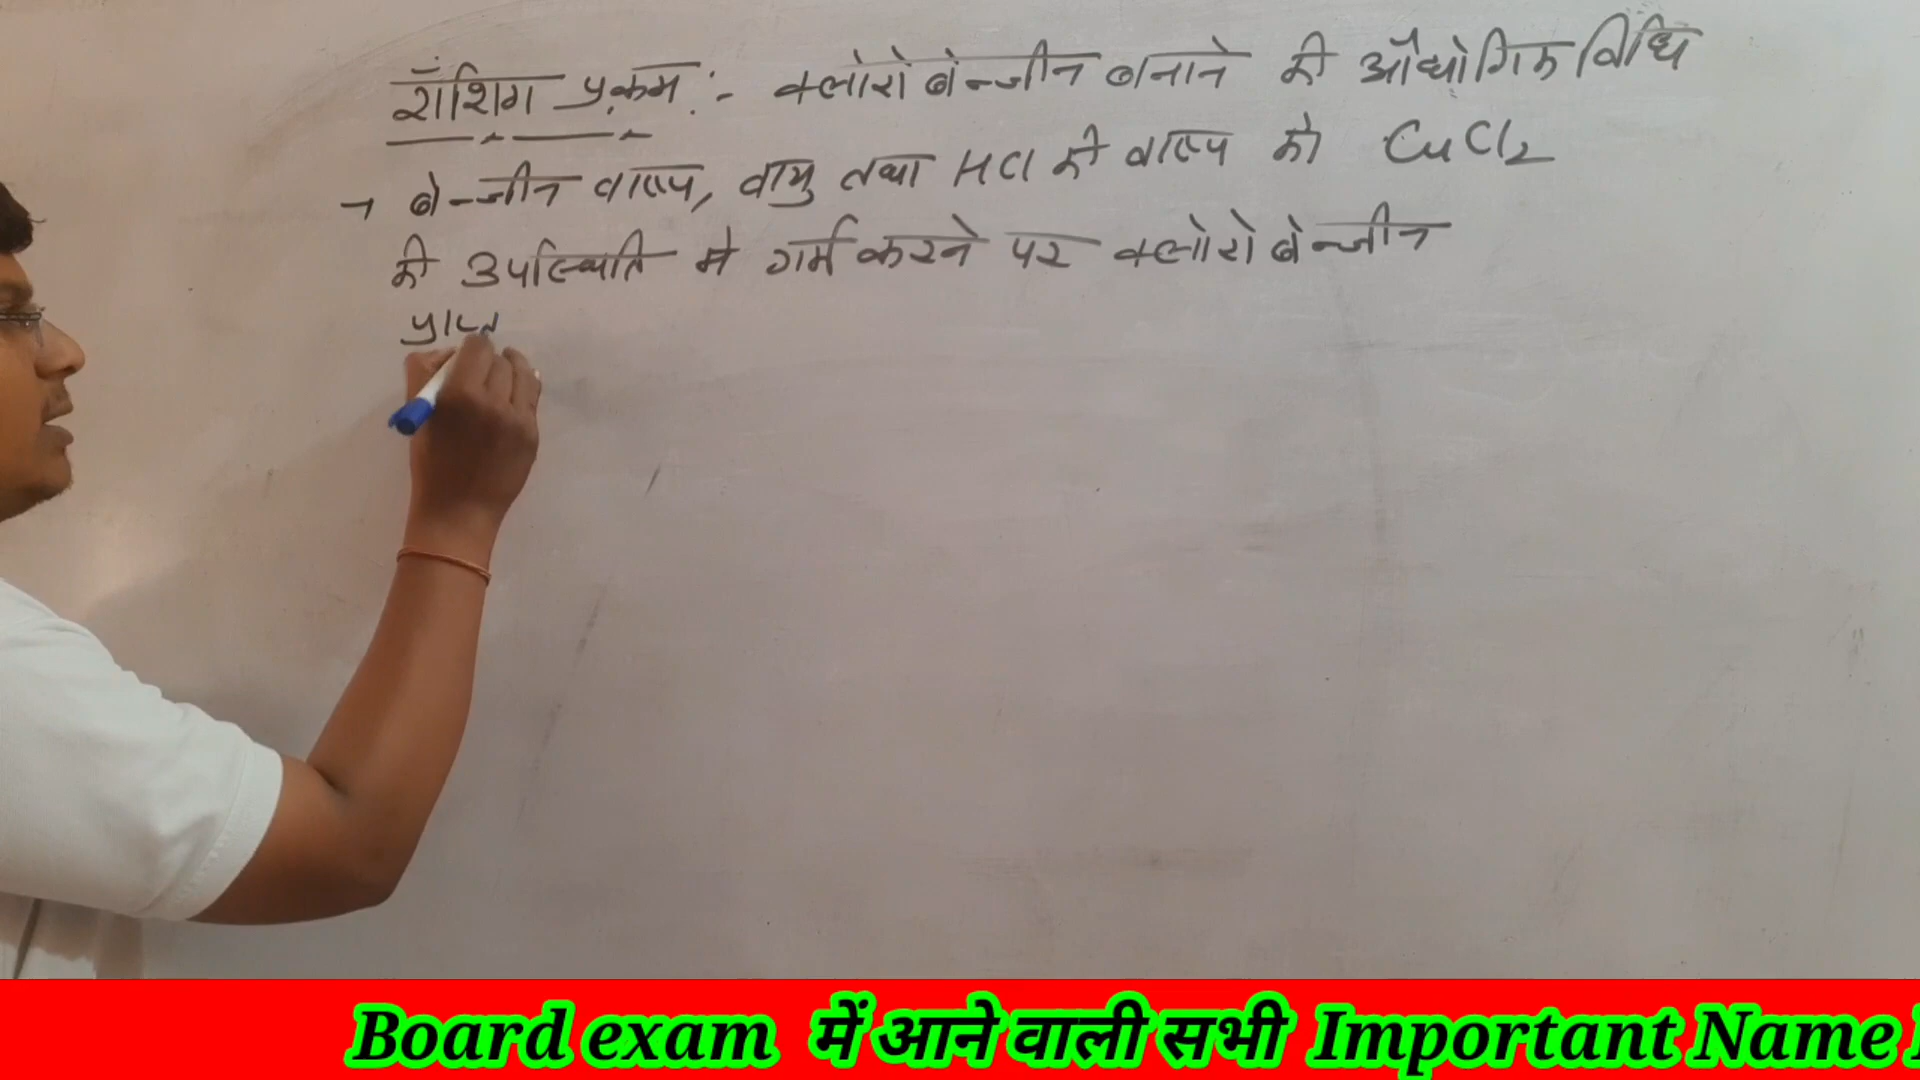 राॅशिंग प्रक्रम :- क्लोरो बेन्जीन बनाने की औद्योगिक विधि
→ बेन्जीन वाष्प, वायु तथा HCl की वाष्प को CuCl2
की उपस्थिति में गर्म करने पर क्लोरो बेन्जीन
प्राप्त
Board exam में आने वाली सभी Important Name